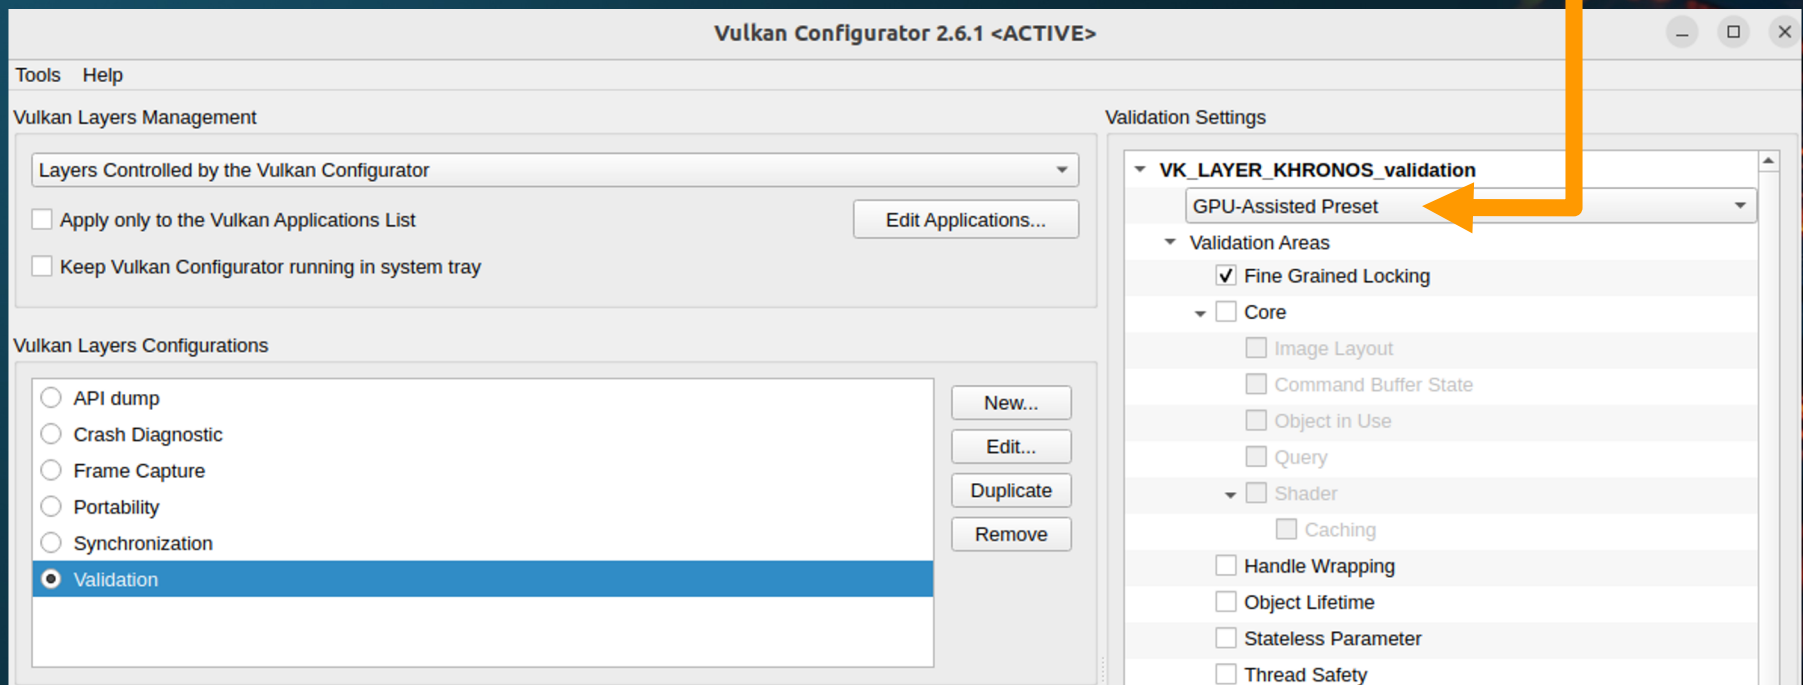 Vulkan Configurator 2.6.1 <ACTIVE>
Tools Help
Vulkan Layers Management
Layers Controlled by the Vulkan Configurator
Apply only to the Vulkan Applications List
Edit Applications...
Keep Vulkan Configurator running in system tray
Vulkan Layers Configurations
API dump
Crash Diagnostic
Frame Capture
Portability
Synchronization
Validation
New...
Edit...
Duplicate
Remove
Validation Settings
VK_LAYER_KHRONOS_validation
GPU-Assisted Preset
Validation Areas
Fine Grained Locking
Core
Image Layout
Command Buffer State
Object in Use
Query
Shader
Caching
Handle Wrapping
Object Lifetime
Stateless Parameter
Thread Safety